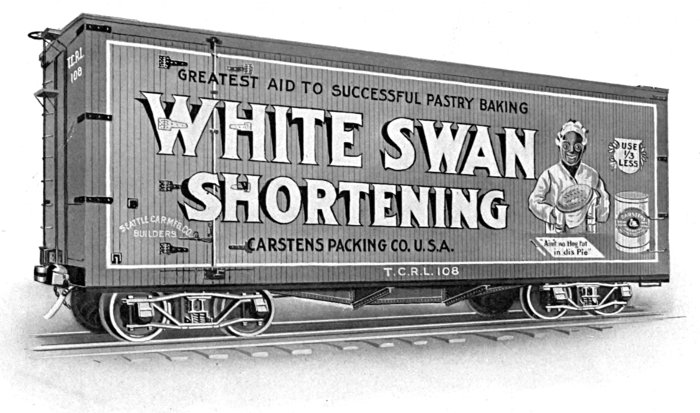 T.C.R.L.
108
GREATEST AID TO SUCCESSFUL PASTRY BAKING
WHITE SWAN
SHORTENING
CARSTENS PACKING CO. U.S.A.
SEATTLE CAR MFG. CO.
BUILDERS
USE
1/3
LESS
"Ain't no Hog fat
in dis Pie"
T.C.R.L. 108